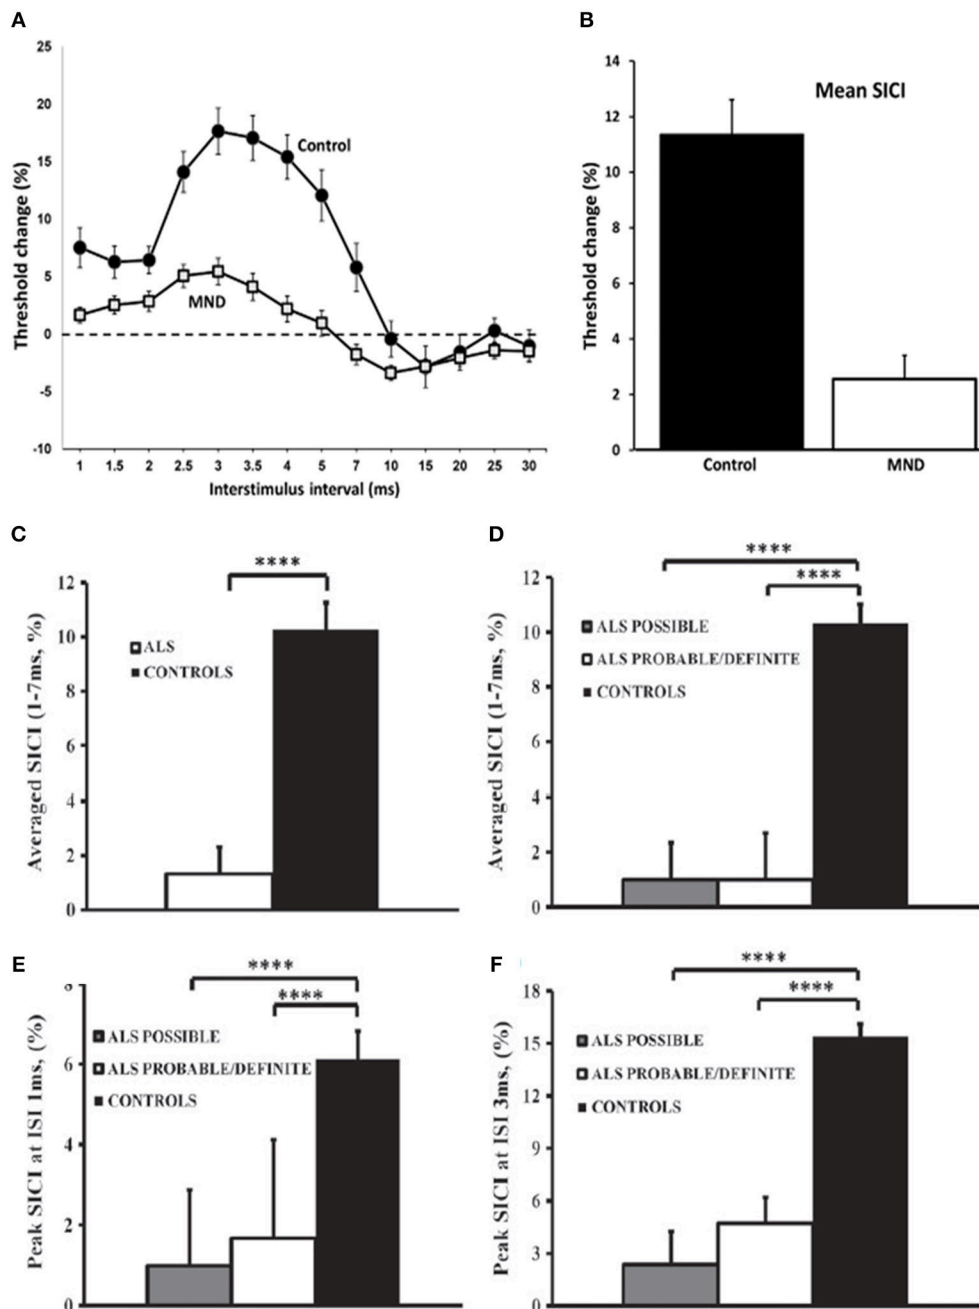 A
25
20
15
10
5
0
-5
-10
Threshold change (%)
Control
MND
1 1.5 2 2.5 3 3.5 4 5 7 10 15 20 25 30
Interstimulus interval (ms)
B
14
12
10
8
6
4
2
0
Threshold change (%)
Mean SICI
Control MND
C
12
10
8
6
4
2
0
Averaged SICI (1-7ms, %)
****
ALS
CONTROLS
D
12
10
8
6
4
2
0
Averaged SICI (1-7ms, %)
****
****
ALS POSSIBLE
ALS PROBABLE/DEFINITE
CONTROLS
E
8
6
4
2
0
Peak SICI at ISI 1ms, (%)
****
****
ALS POSSIBLE
ALS PROBABLE/DEFINITE
CONTROLS
F
18
15
12
9
6
3
0
Peak SICI at ISI 3ms, (%)
****
****
ALS POSSIBLE
ALS PROBABLE/DEFINITE
CONTROLS